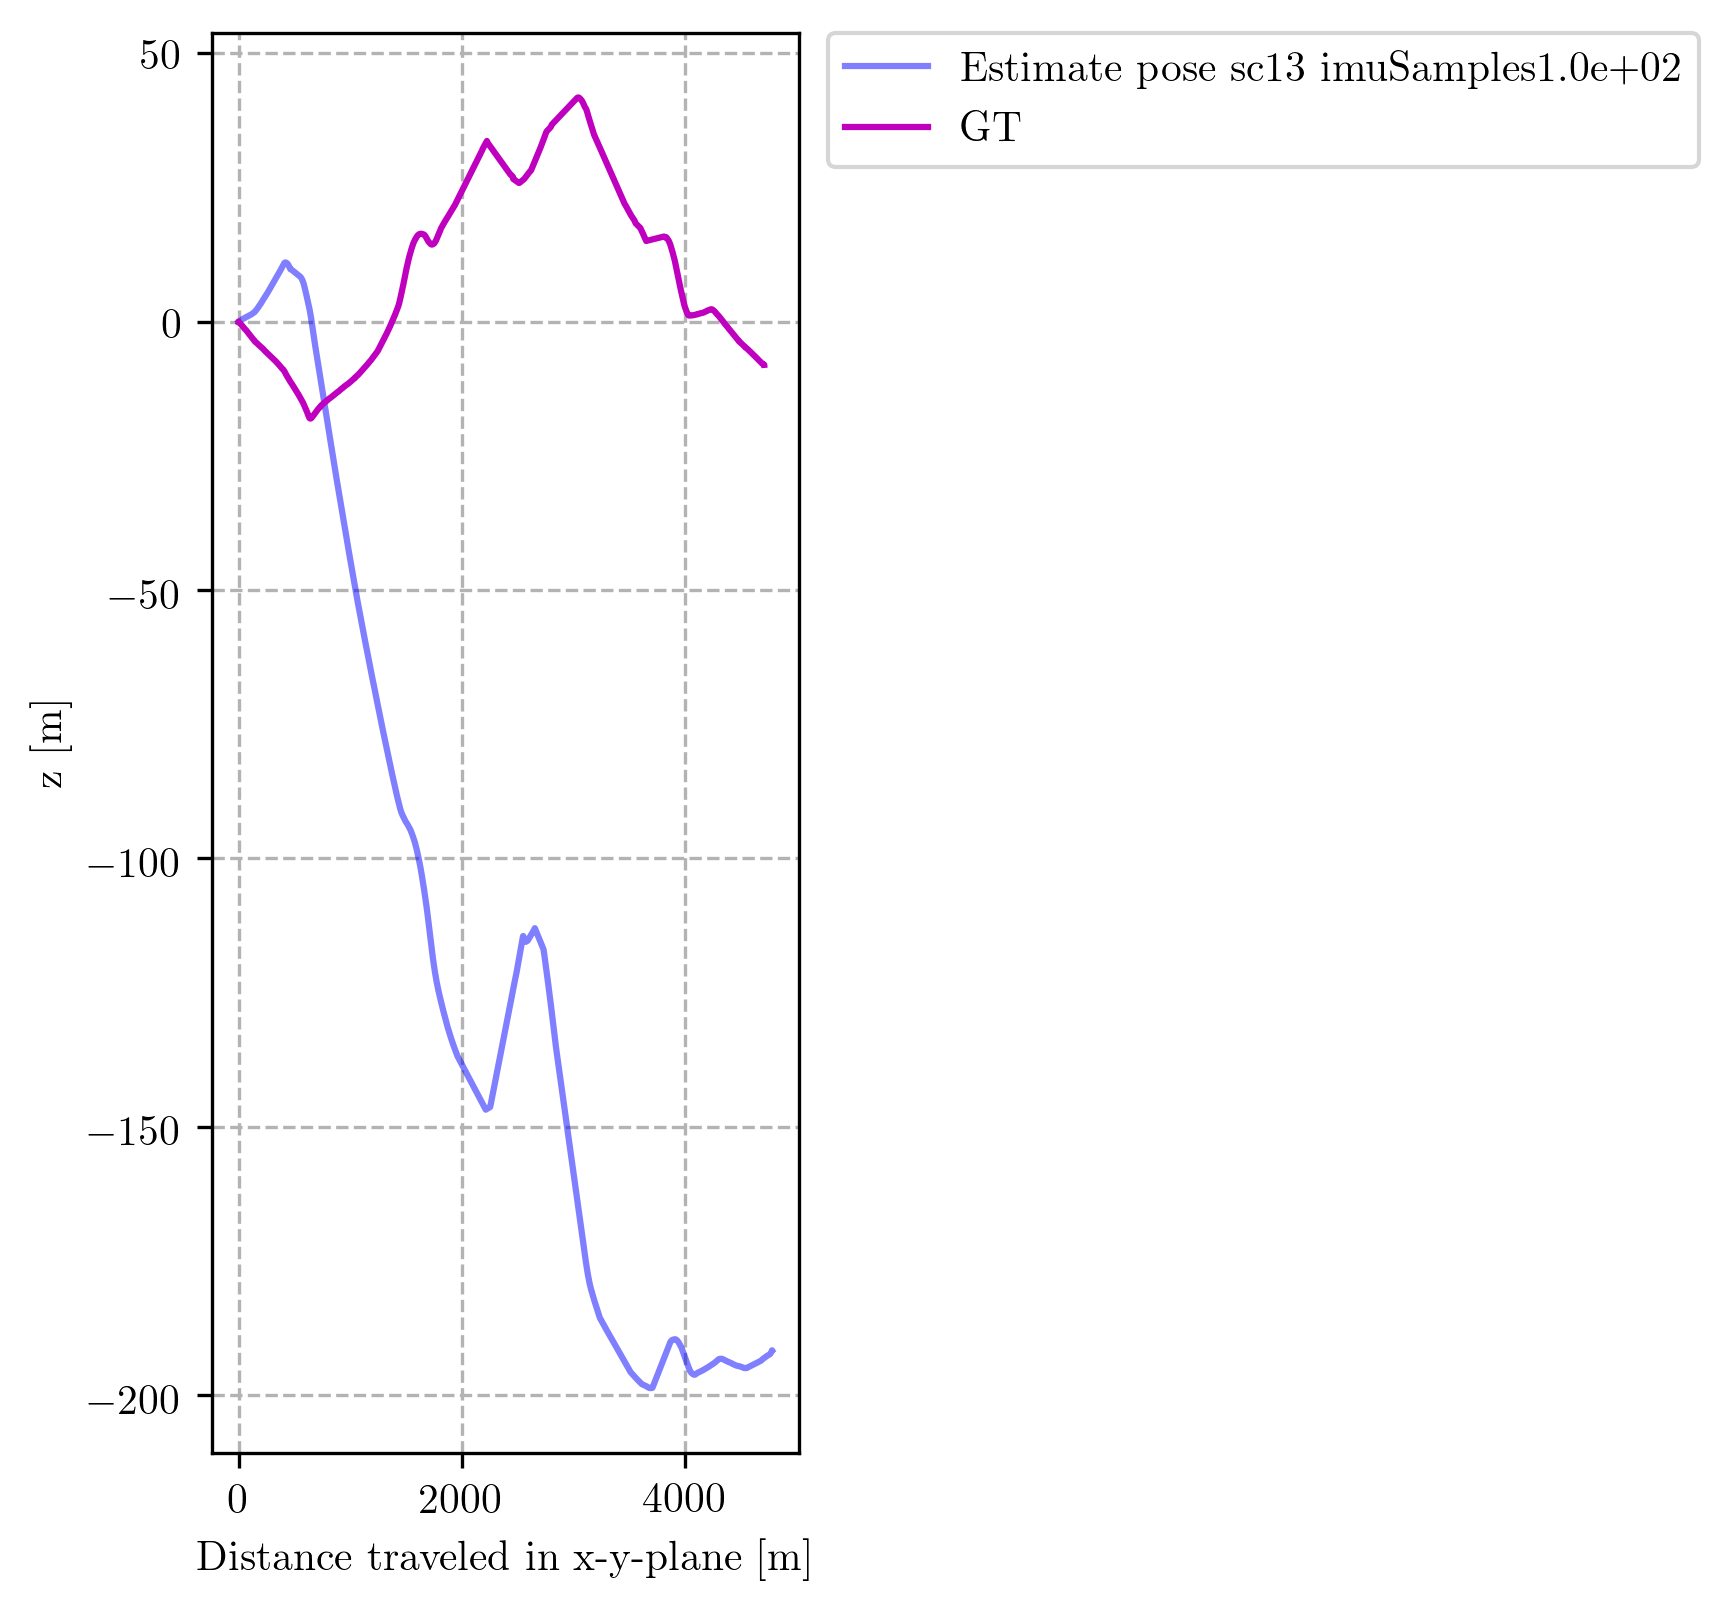 Estimate pose sc13 imuSamples1.0e+02
GT
50
0
−50
−100
−150
−200
z [m]
0 2000 4000
Distance traveled in x-y-plane [m]